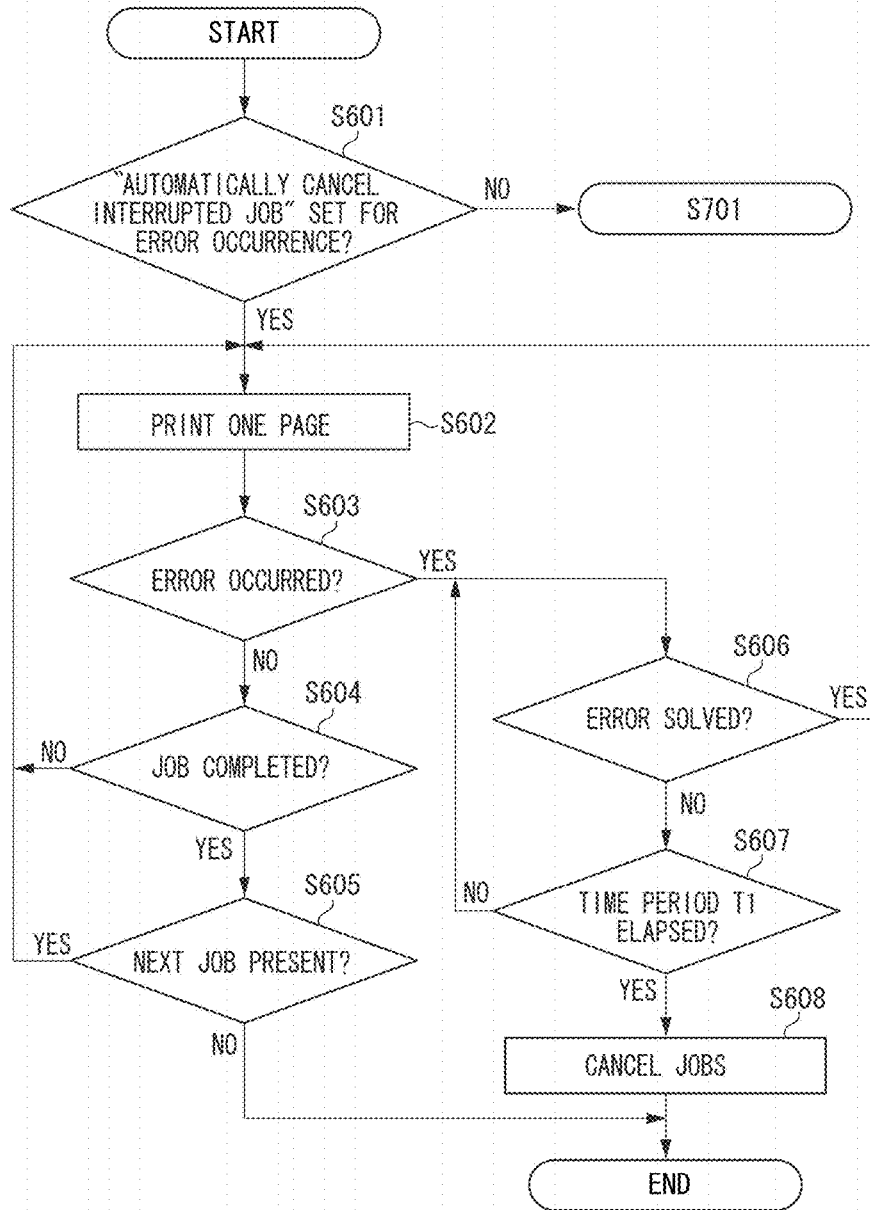 START
S601
"AUTOMATICALLY CANCEL
INTERRUPTED JOB" SET FOR
ERROR OCCURRENCE?
NO
S701
YES
PRINT ONE PAGE
S602
S603
ERROR OCCURRED?
YES
NO
S606
ERROR SOLVED?
YES
S604
JOB COMPLETED?
NO
YES
NO
S607
TIME PERIOD T1
ELAPSED?
NO
S605
NEXT JOB PRESENT?
YES
YES
S608
NO
CANCEL JOBS
END